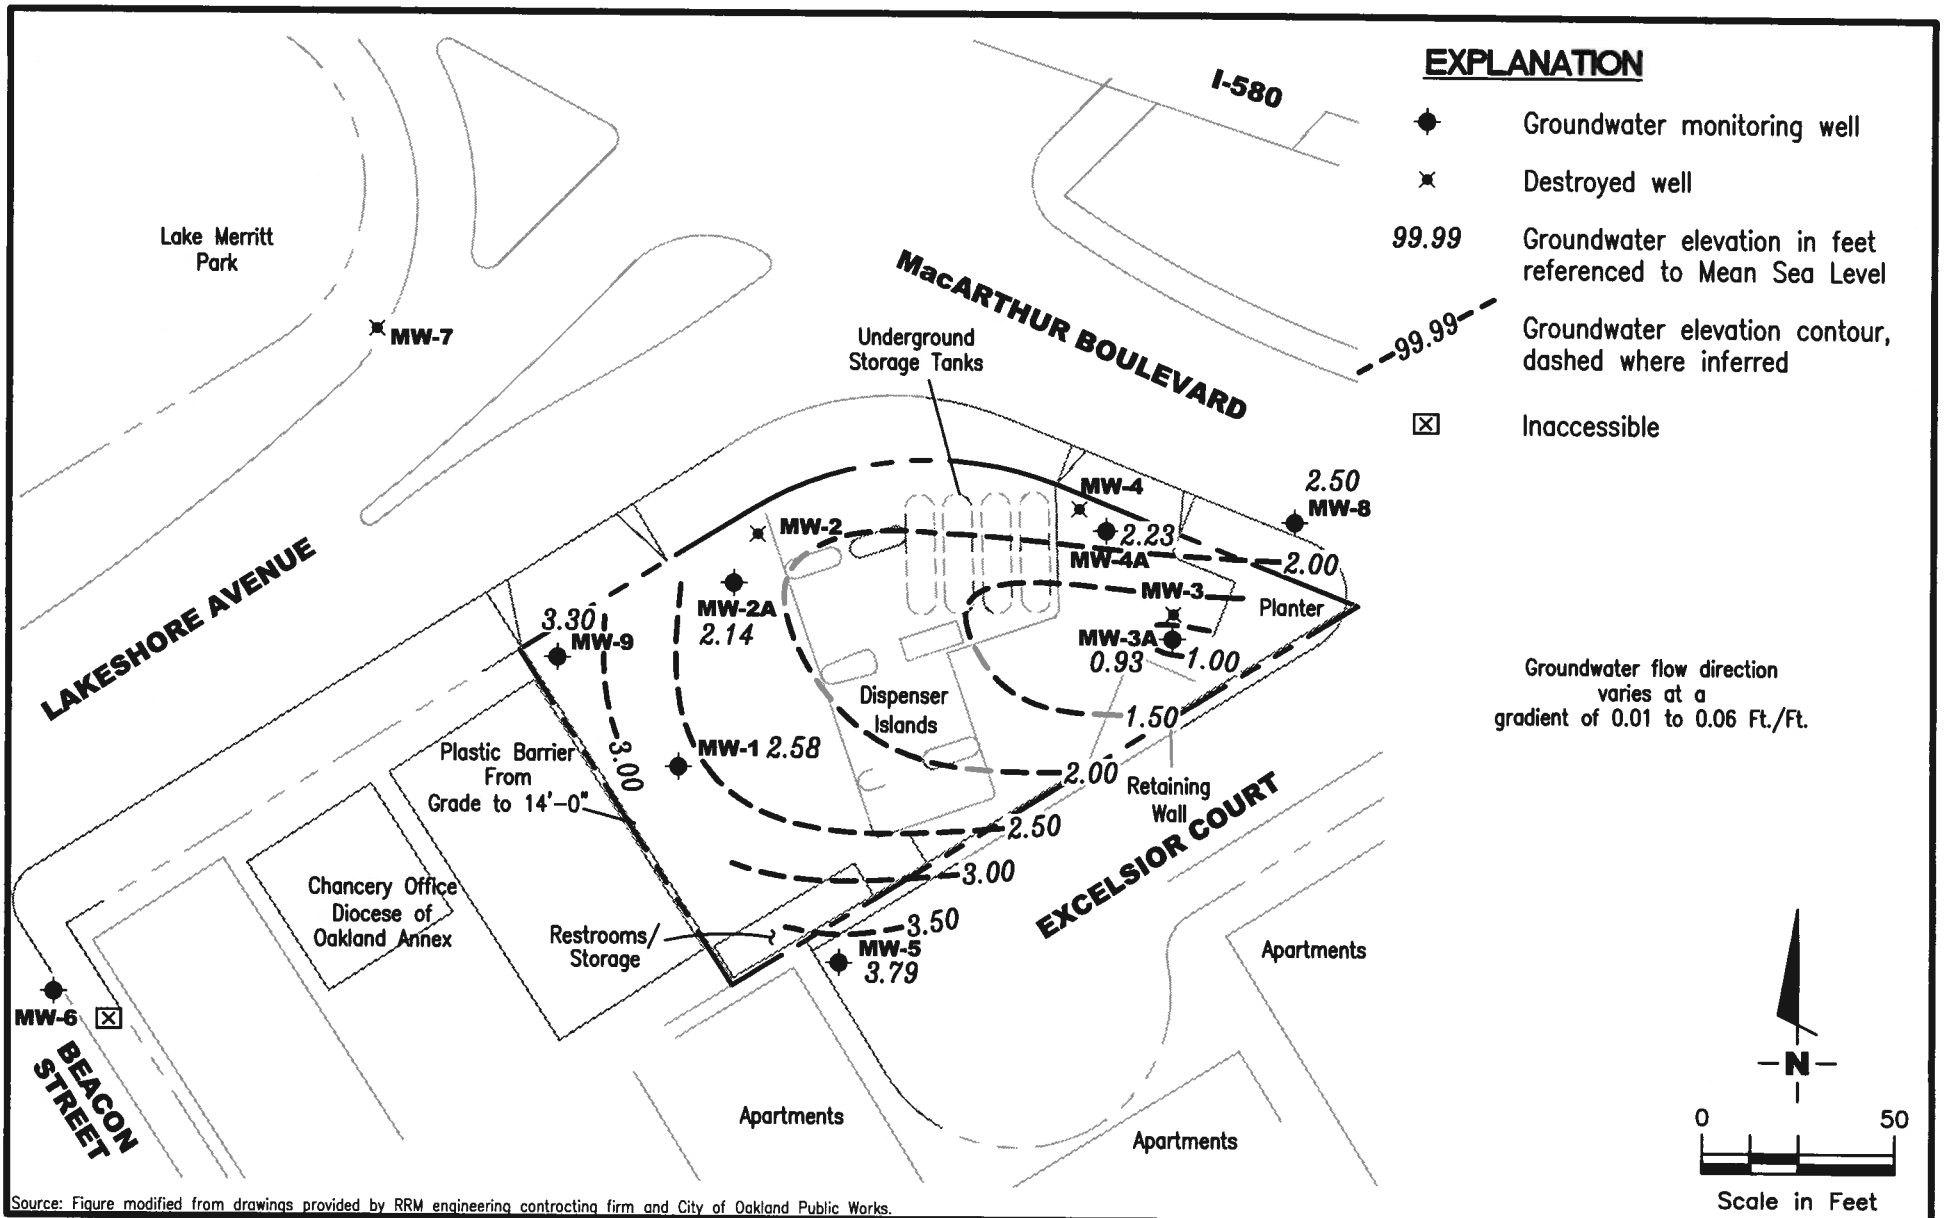 EXPLANATION
I-580
Groundwater monitoring well
Destroyed well
99.99
Groundwater elevation in feet
referenced to Mean Sea Level
99.99
Groundwater elevation contour,
dashed where inferred
Inaccessible
Lake Merritt
Park
MW-7
MacARTHUR BOULEVARD
Underground
Storage Tanks
LAKESHORE AVENUE
MW-2
MW-4
2.23
MW-4A
2.50
MW-8
2.00
MW-2A
2.14
MW-3
Planter
3.30
MW-9
MW-3A
0.93
1.00
Dispenser
Islands
1.50
Groundwater flow direction
varies at a
gradient of 0.01 to 0.06 Ft./Ft.
Plastic Barrier
From
Grade to 14'-0"
3.00
MW-1 2.58
2.00
Retaining
Wall
2.50
3.00
EXCELSIOR COURT
Chancery Office
Diocese of
Oakland Annex
Restrooms/
Storage
3.50
MW-5
3.79
Apartments
MW-6
BEACON
STREET
Apartments
Apartments
N
0 50
Scale in Feet
Source: Figure modified from drawings provided by RRM engineering controcting firm and City of Oakland Public Works.